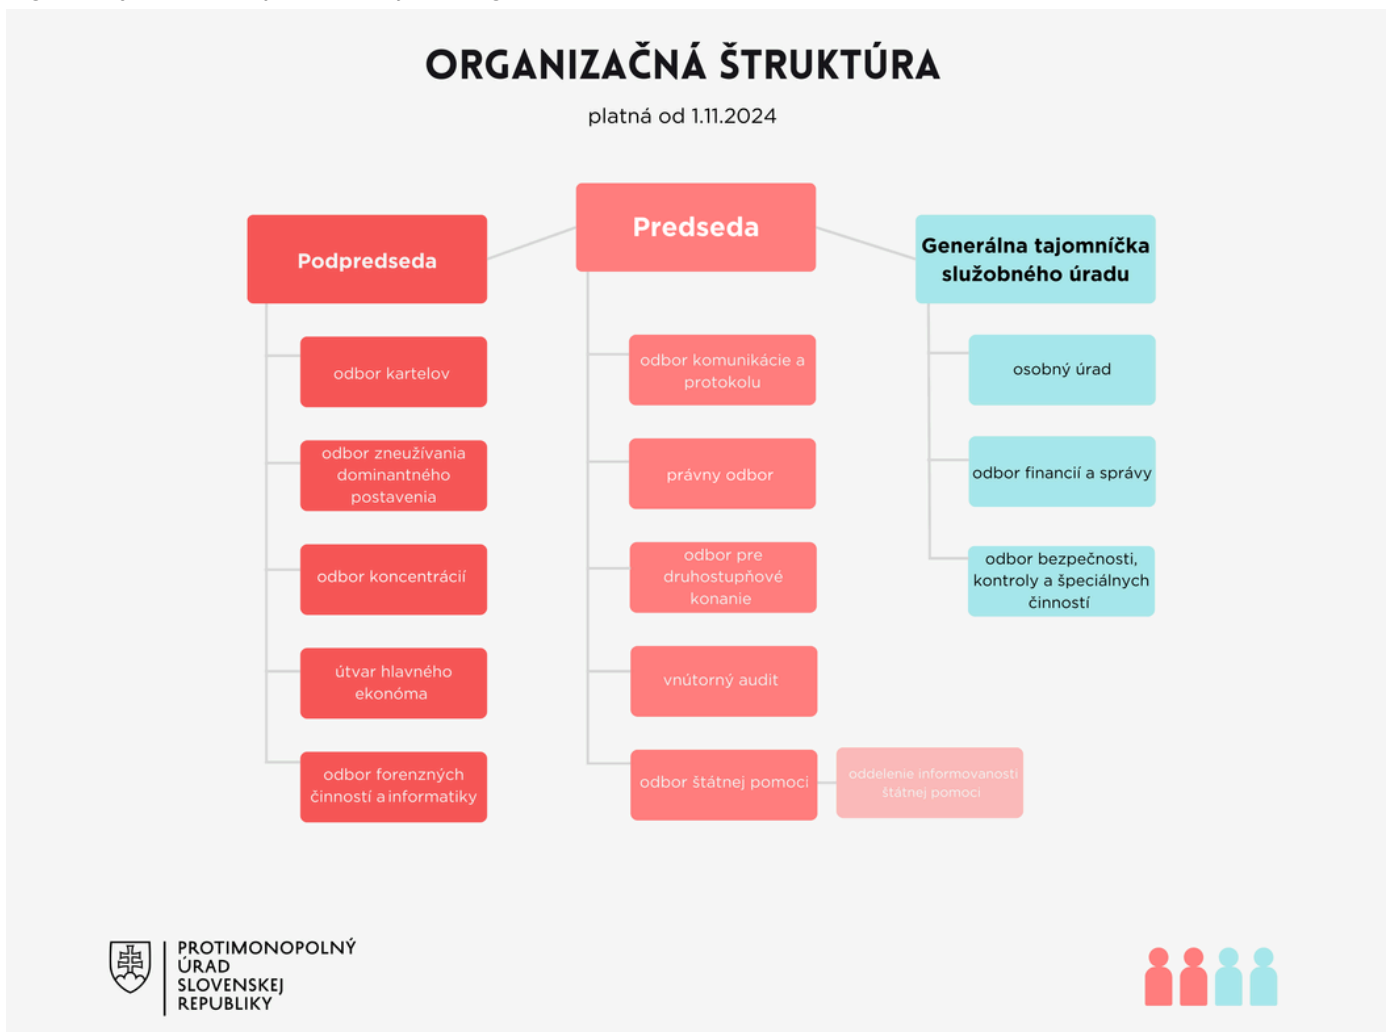 ORGANIZAČNÁ ŠTRUKTÚRA
platná od 1.11.2024
Predseda
Podpredseda
Generálna tajomníčka
služobného úradu
odbor kartelov
odbor zneužívania
dominantného
postavenia
odbor koncentrácií
útvar hlavného
ekonóma
odbor forenzných
činností a informatiky
odbor komunikácie a
protokolu
právny odbor
odbor pre
druhostupňové
konanie
vnútorný audit
odbor štátnej pomoci
oddelenie informovanosti
štátnej pomoci
osobný úrad
odbor financií a správy
odbor bezpečnosti,
kontroly a špeciálnych
činností
PROTIMONOPOLNÝ
ÚRAD
SLOVENSKEJ
REPUBLIKY